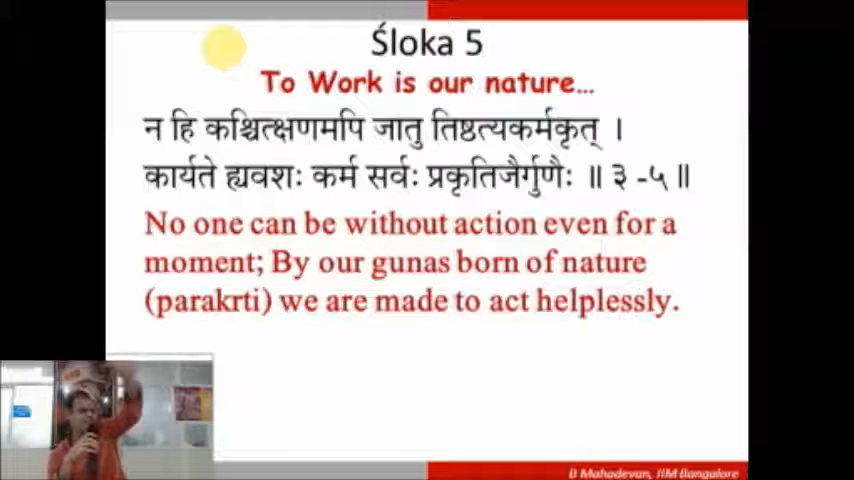 Śloka 5
To Work is our nature...
न हि कश्चित्क्षणमपि जातु तिष्ठत्यकर्मकृत् ।
कार्यते ह्यवशः कर्म सर्वः प्रकृतिजैर्गुणैः ॥ ३ -५ ॥
No one can be without action even for a
moment; By our gunas born of nature
(parakrti) we are made to act helplessly.
B Mahadevan, IIM Bangalore